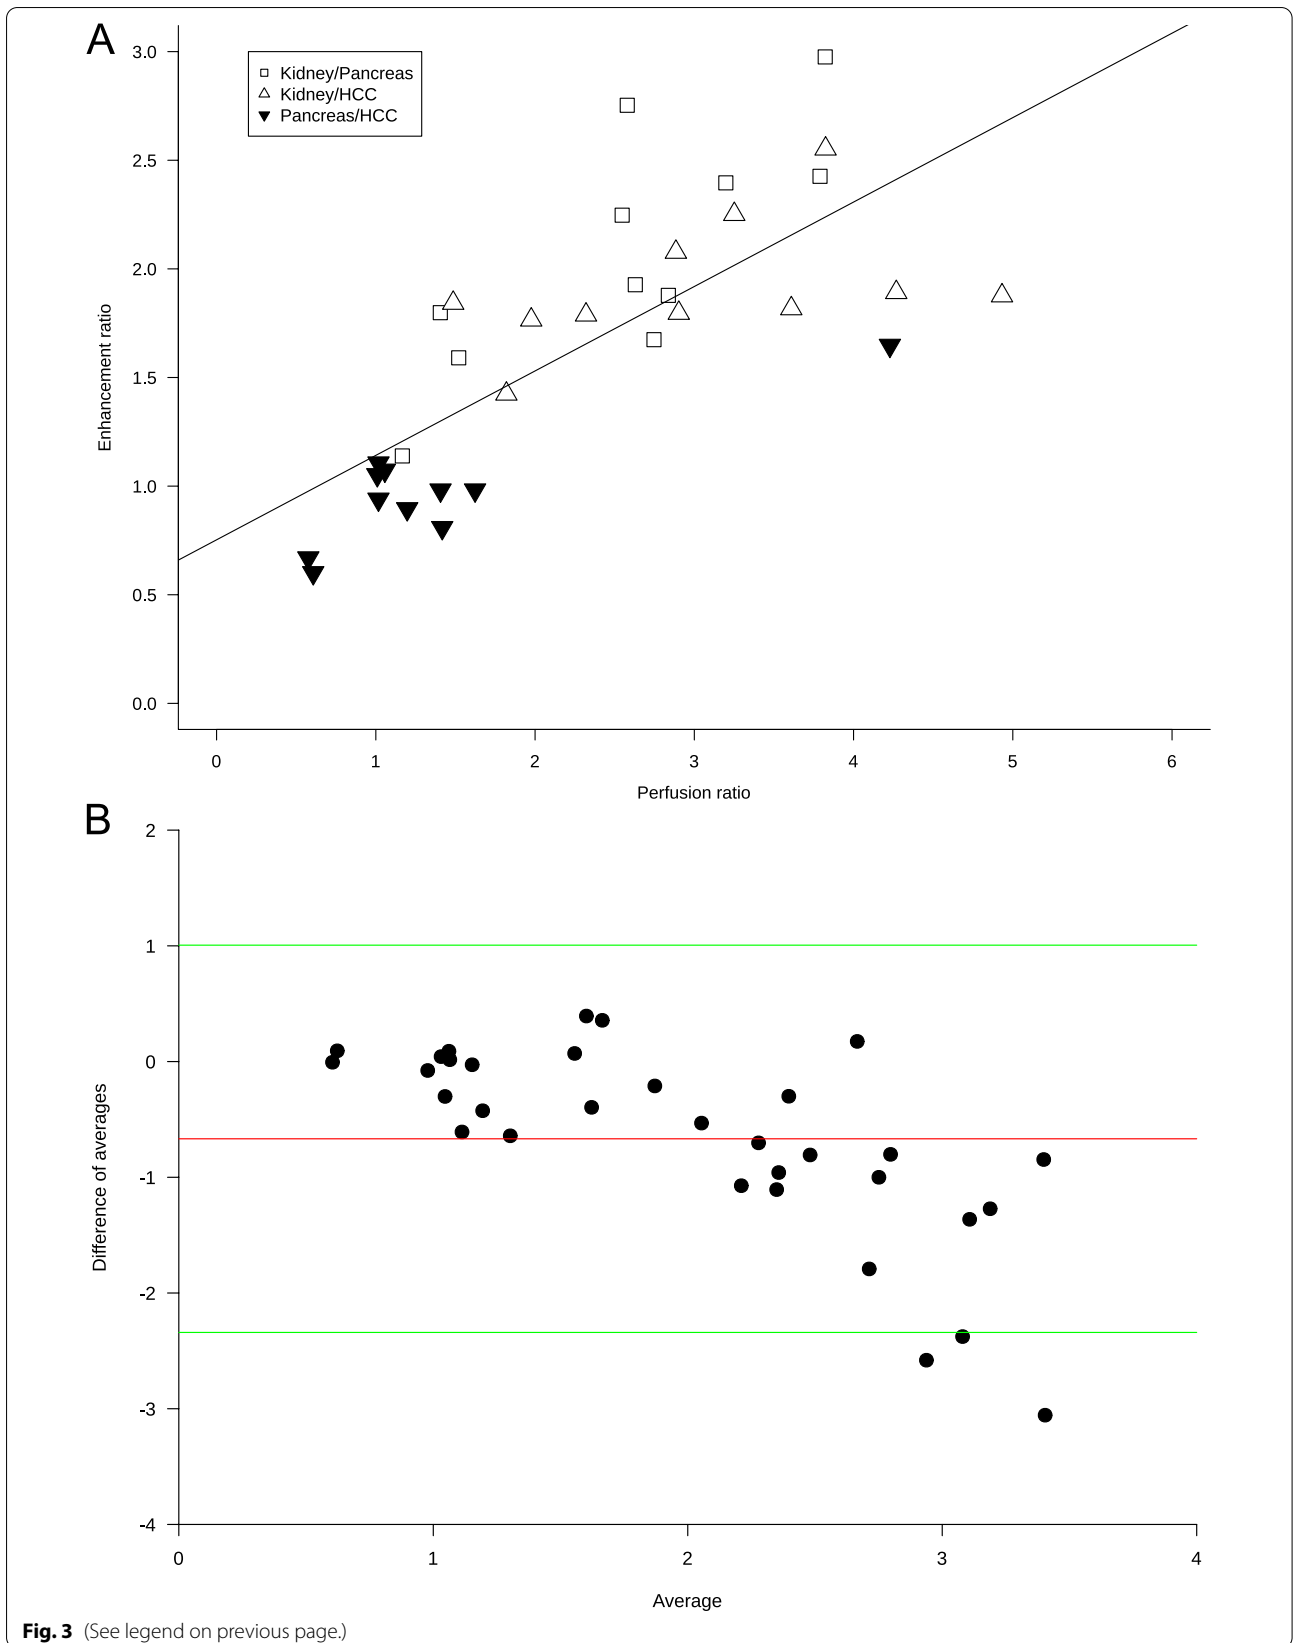 A
3.0
2.5
2.0
1.5
1.0
0.5
0.0
Enhancement ratio
Kidney/Pancreas
Kidney/HCC
Pancreas/HCC
0 1 2 3 4 5 6
Perfusion ratio
B
2
1
0
-1
-2
-3
-4
Difference of averages
0 1 2 3 4
Average
Fig. 3 (See legend on previous page.)